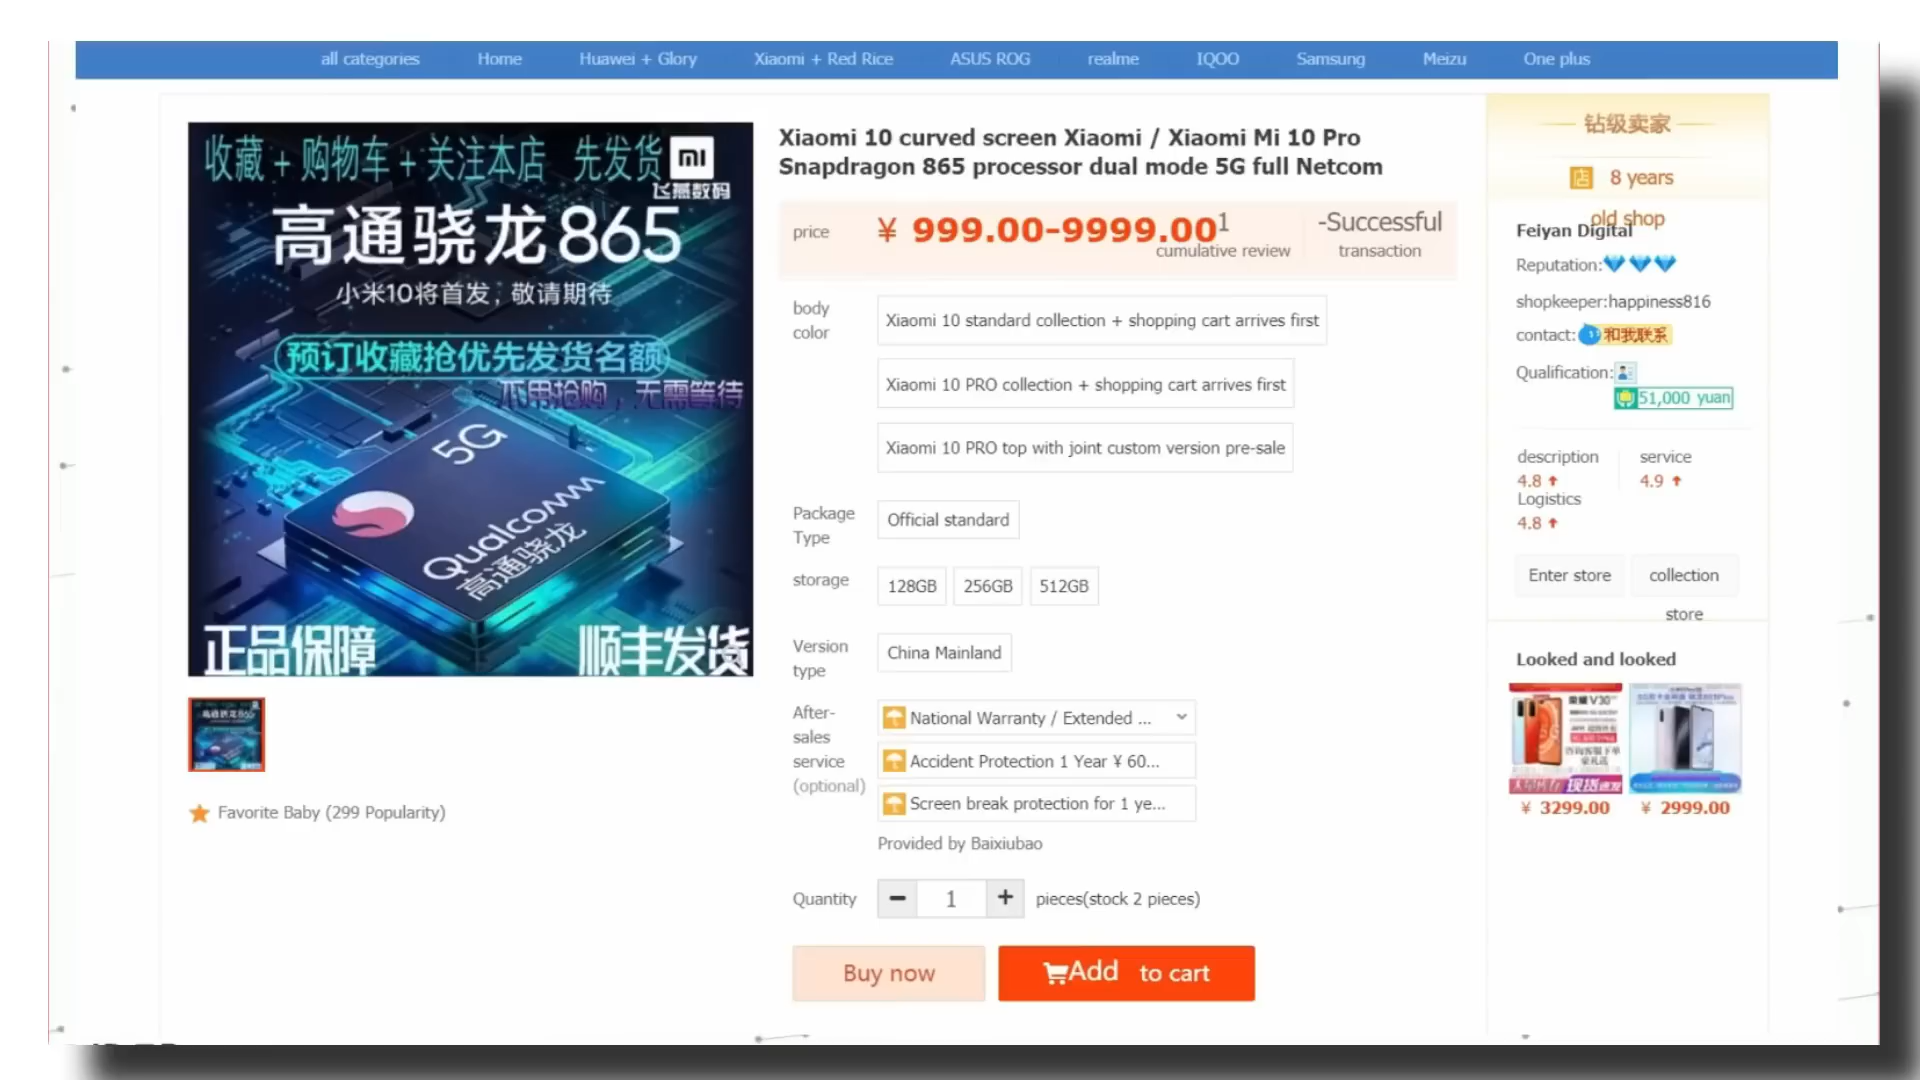 all categories Home Huawei + Glory Xiaomi + Red Rice ASUS ROG realme IQOO Samsung Meizu One plus
收藏+购物车+关注本店 先发货
飞燕数码
高通骁龙865
小米10将首发,敬请期待
预订收藏抢优先发货名额
不用抢购,无需等待
5G
Qualcomm
高通骁龙
正品保障 顺丰发货
Favorite Baby (299 Popularity)
Xiaomi 10 curved screen Xiaomi / Xiaomi Mi 10 Pro
Snapdragon 865 processor dual mode 5G full Netcom
price ¥ 999.00-9999.00
1
cumulative review
-Successful
transaction
body
color
Xiaomi 10 standard collection + shopping cart arrives first
Xiaomi 10 PRO collection + shopping cart arrives first
Xiaomi 10 PRO top with joint custom version pre-sale
Package
Type
Official standard
storage 128GB 256GB 512GB
Version
type
China Mainland
After-
sales
service
(optional)
National Warranty / Extended ...
Accident Protection 1 Year ¥ 60...
Screen break protection for 1 ye...
Provided by Baixiubao
Quantity − 1 + pieces(stock 2 pieces)
Buy now Add to cart
钻级卖家
店 8 years
old shop
Feiyan Digital
Reputation:
shopkeeper:happiness816
contact: 和我联系
Qualification:
51,000 yuan
description service
4.8 4.9
Logistics
4.8
Enter store collection
store
Looked and looked
荣耀V30
¥ 3299.00 ¥ 2999.00